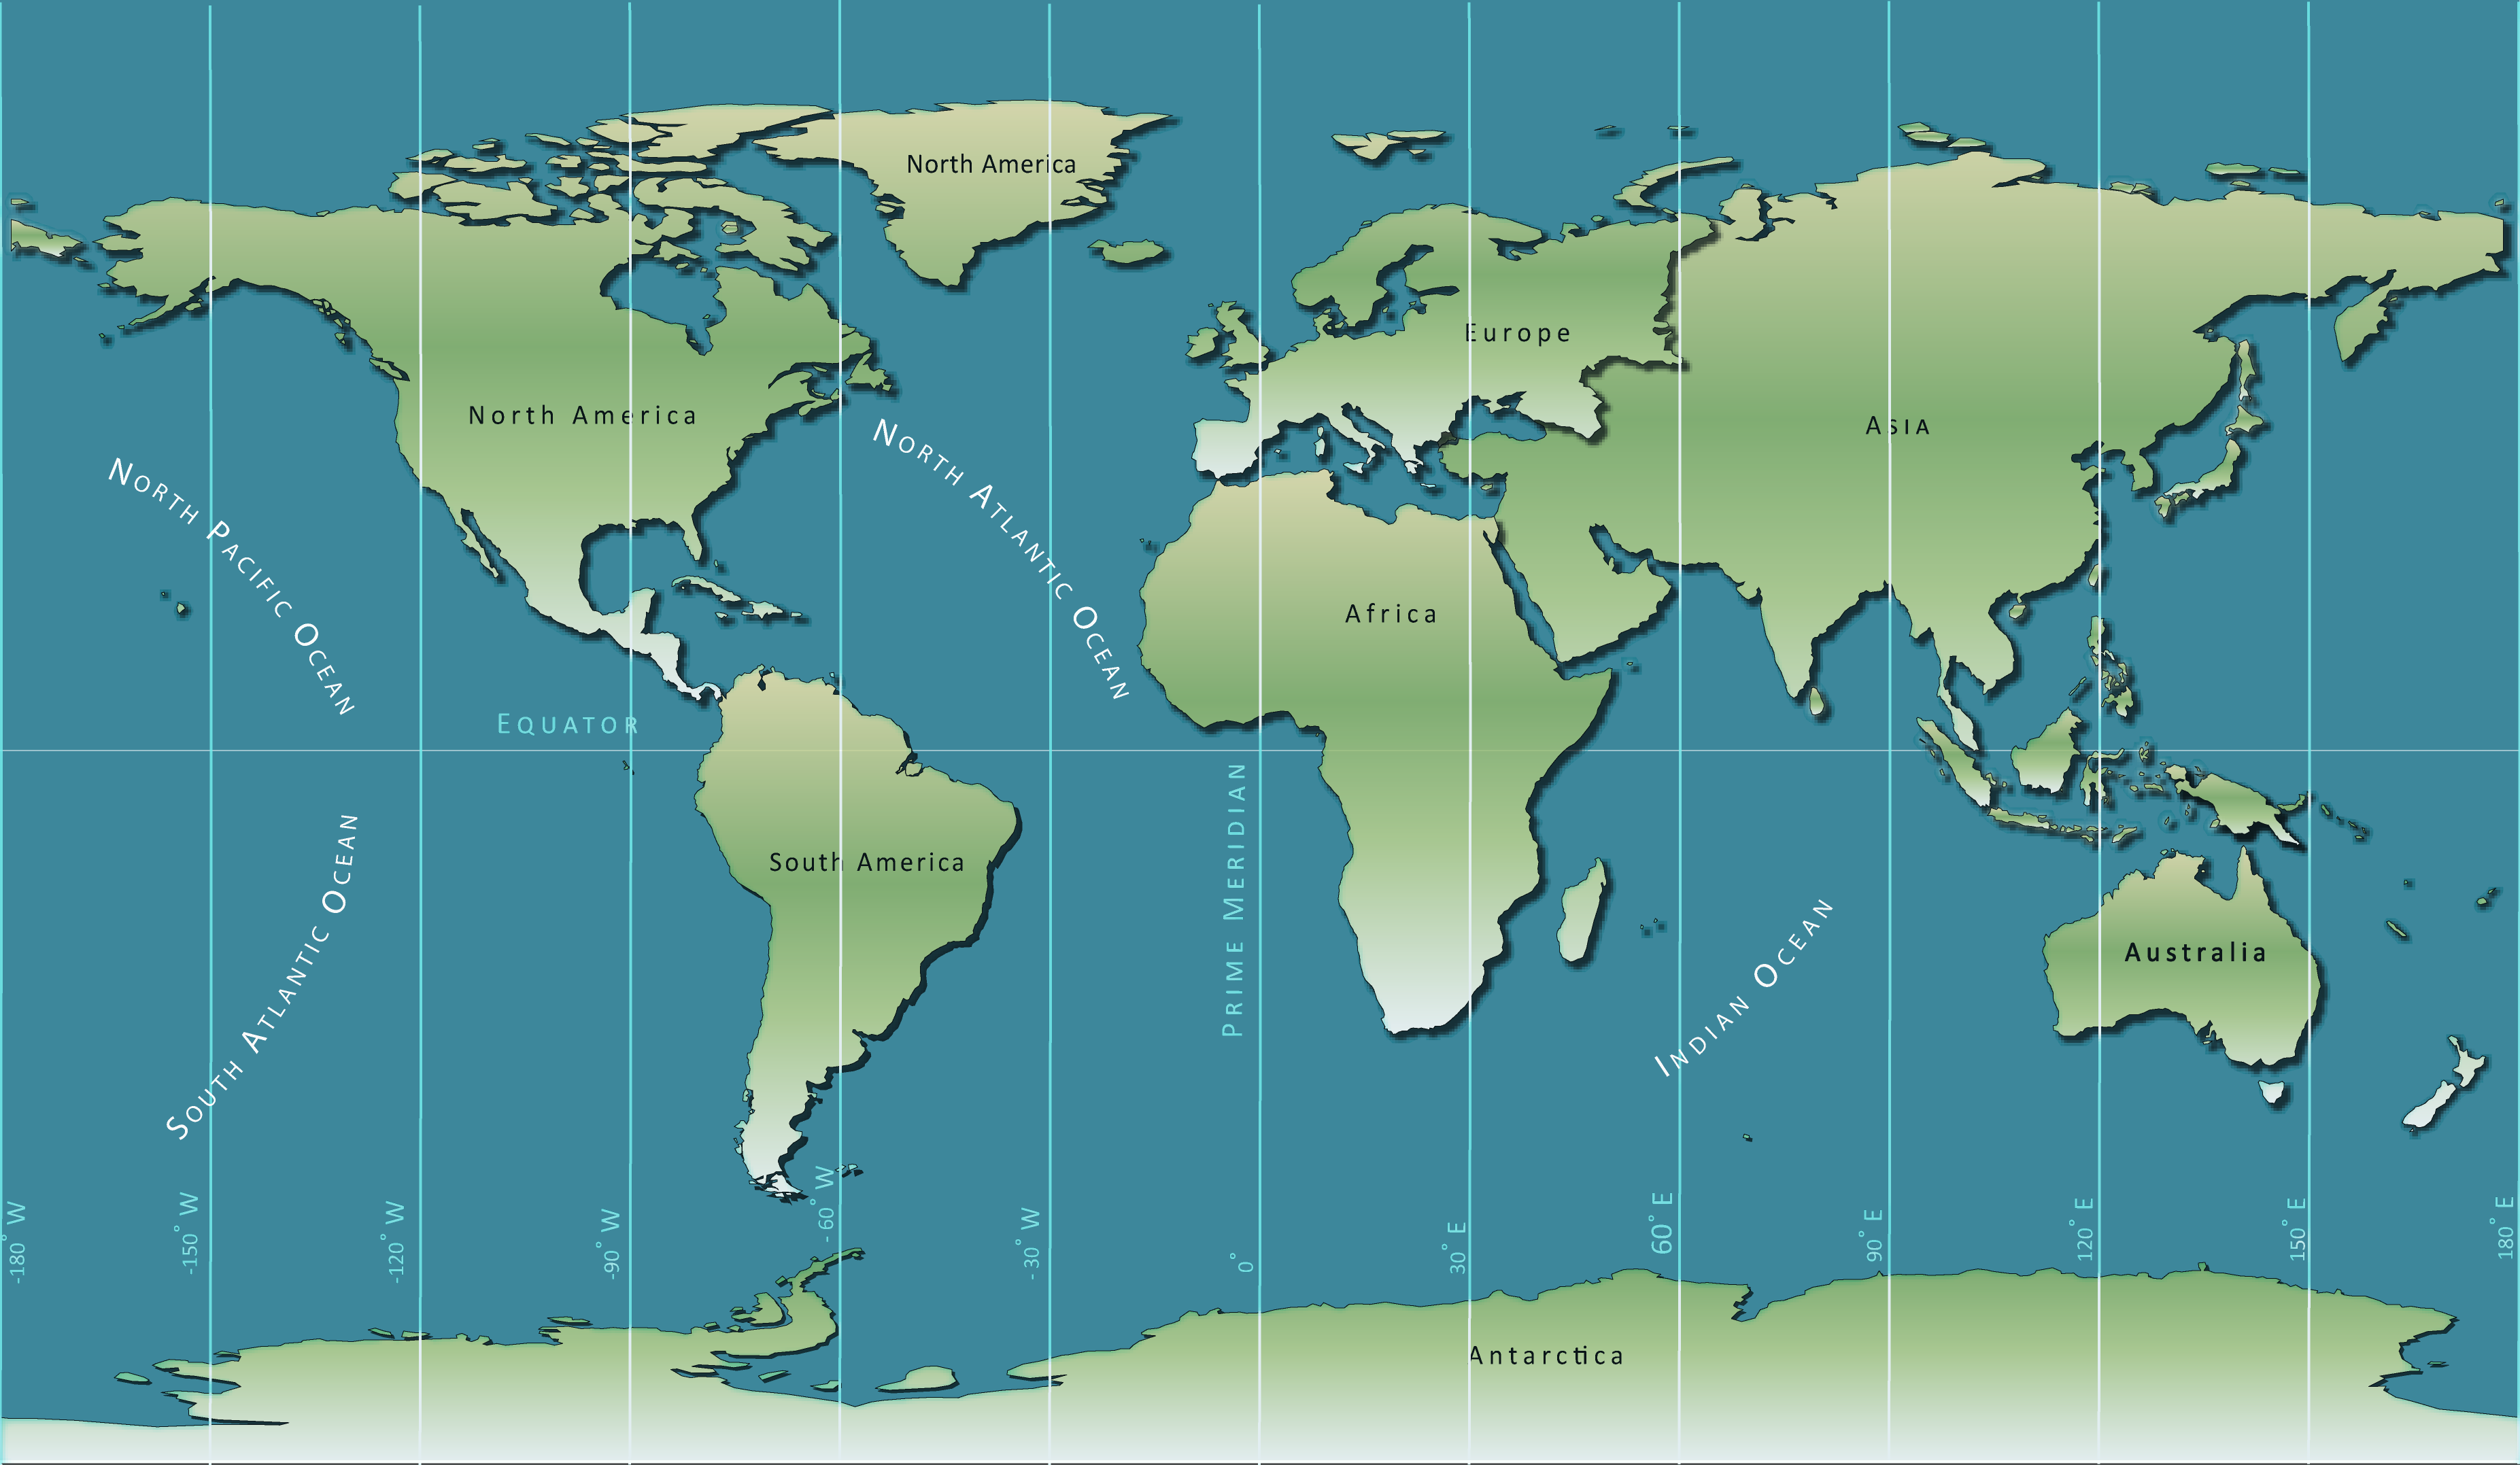 North America
Europe
North America
Asia
North Pacific Ocean
North Atlantic Ocean
Africa
Equator
South America
Prime Meridian
South Atlantic Ocean
Indian Ocean
Australia
-180° W
-150° W
-120° W
-90° W
- 60° W
- 30° W
0°
30° E
60° E
90° E
120° E
150° E
180° E
Antarctica